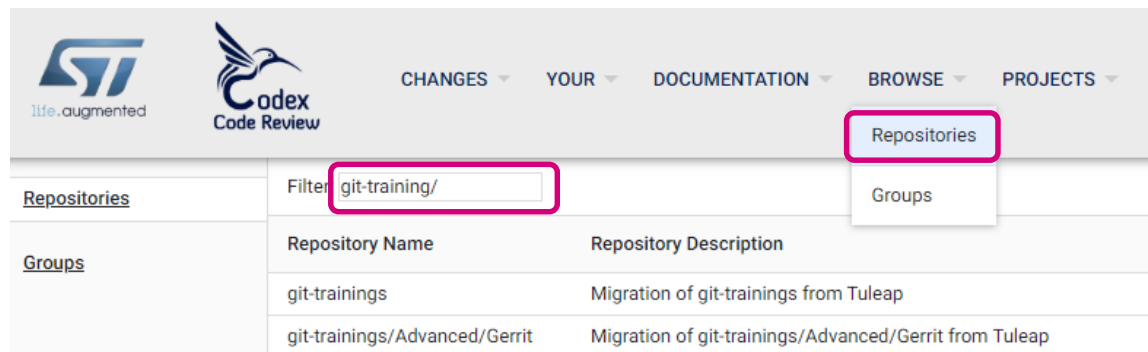 ST
life.augmented
Codex
Code Review
CHANGES YOUR DOCUMENTATION BROWSE PROJECTS
Repositories
Groups
Repositories
Groups
Filter git-training/
Repository Name Repository Description
git-trainings Migration of git-trainings from Tuleap
git-trainings/Advanced/Gerrit Migration of git-trainings/Advanced/Gerrit from Tuleap